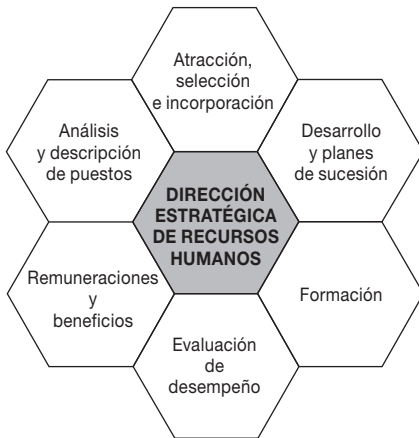 Atracción,
selección
e incorporación
Análisis
y descripción
de puestos
Desarrollo
y planes
de sucesión
DIRECCIÓN
ESTRATÉGICA
DE RECURSOS
HUMANOS
Remuneraciones
y
beneficios
Formación
Evaluación
de
desempeño